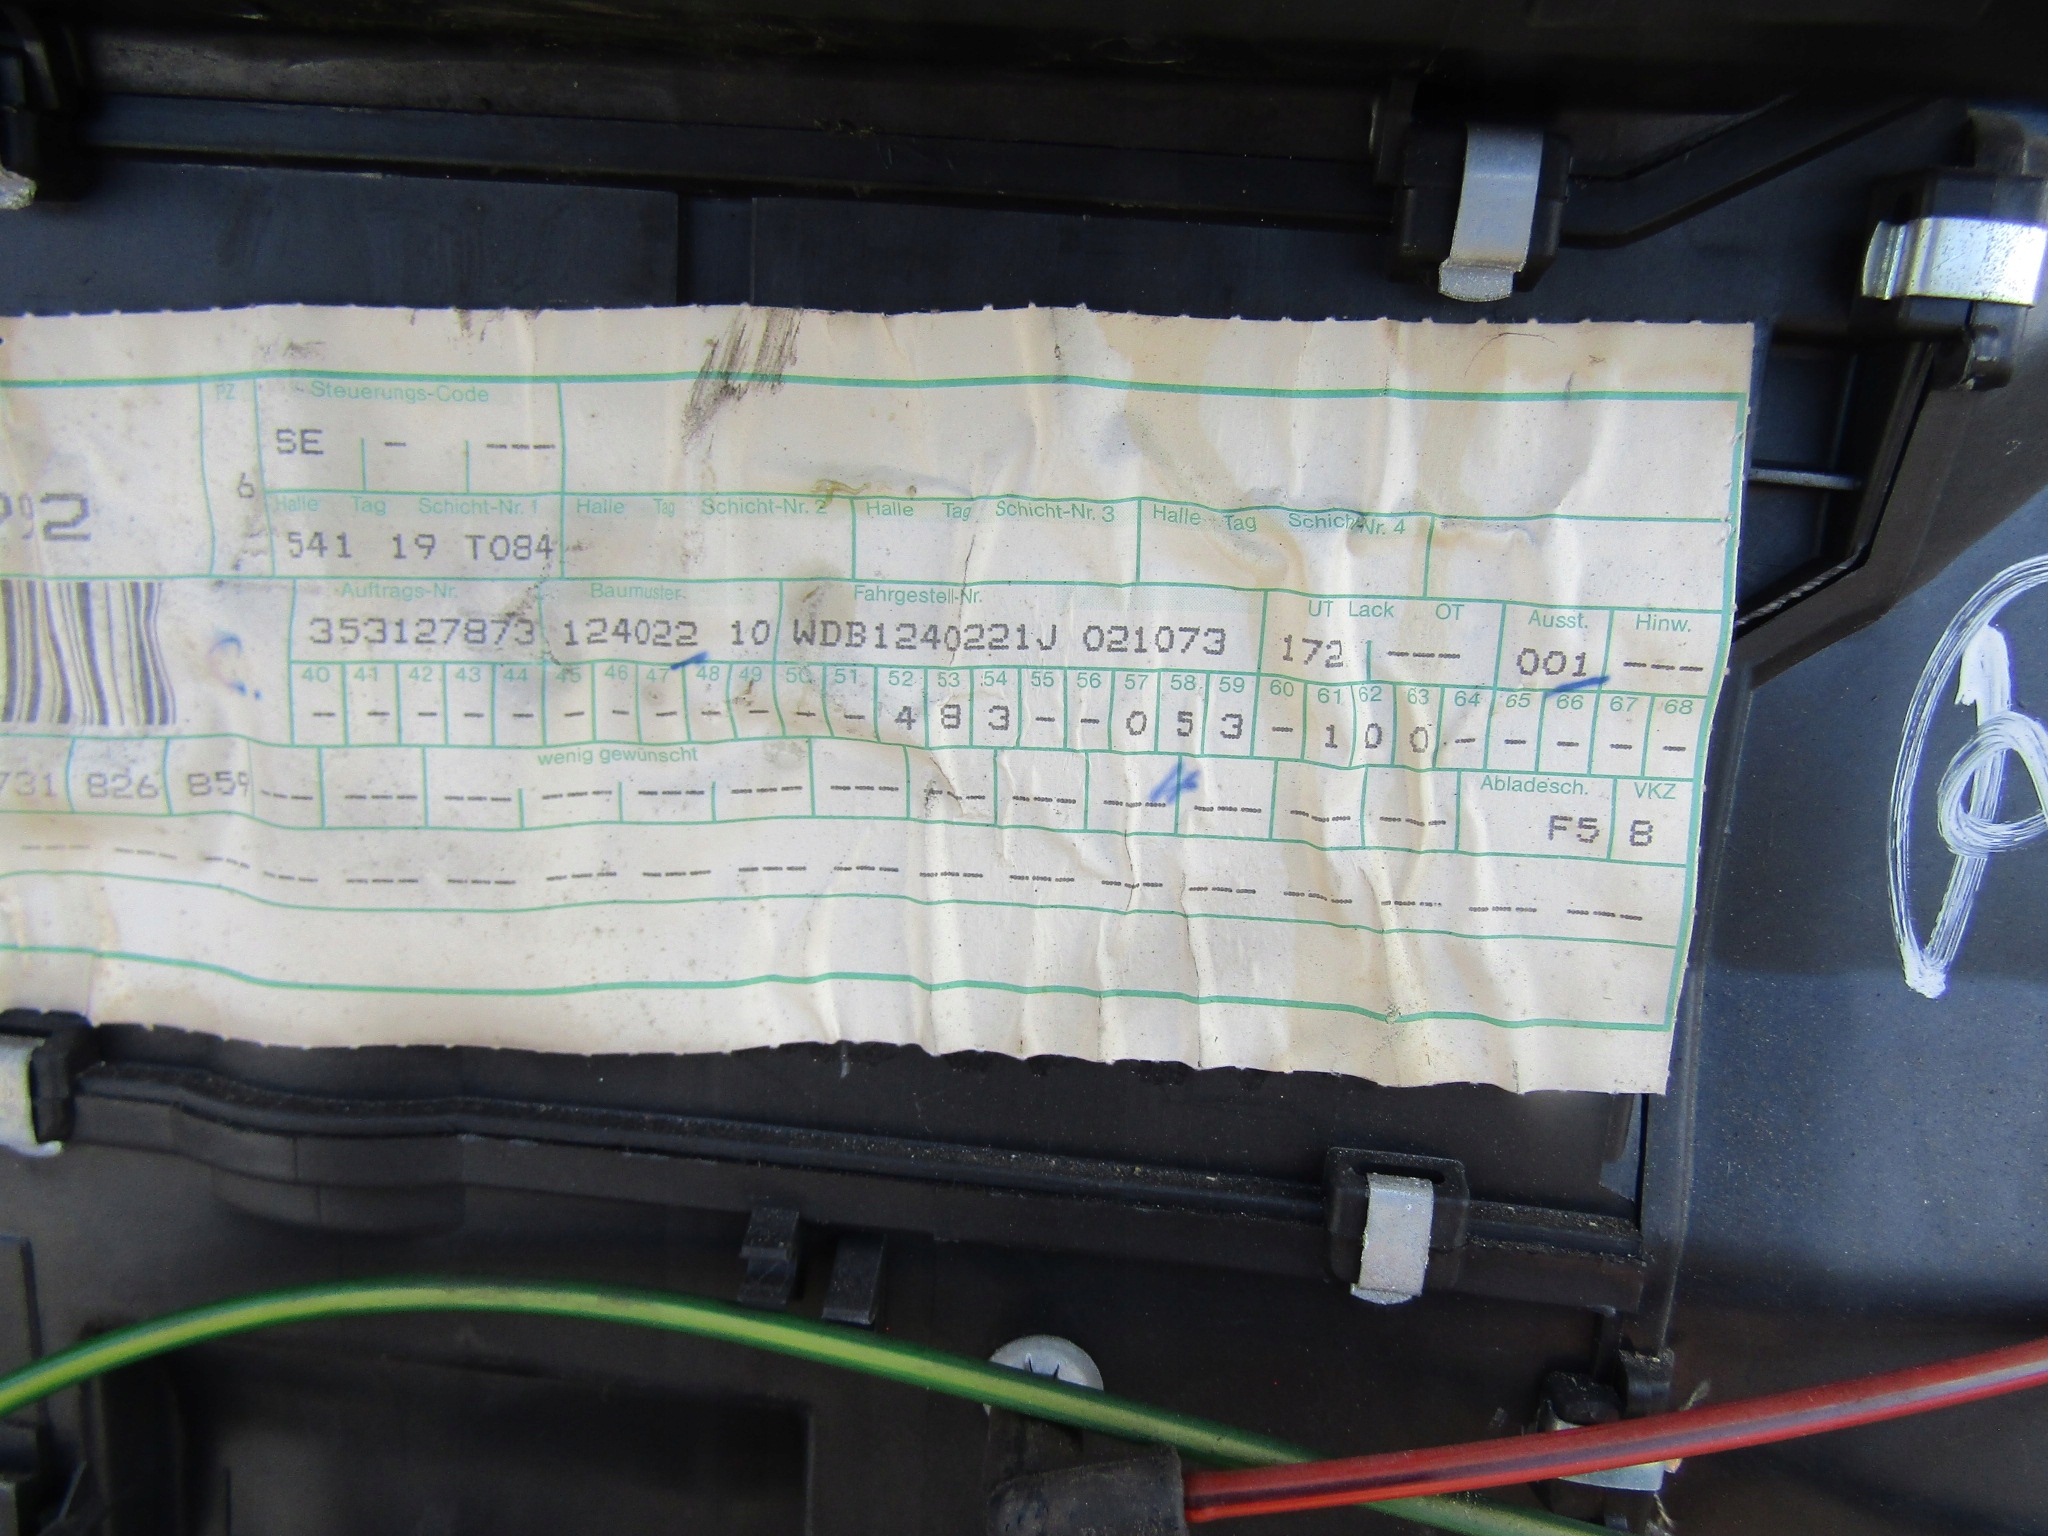 PZ Steuerungs-Code
SE - ---
6
Halle Tag Schicht-Nr. 1 Halle Tag Schicht-Nr. 2 Halle Tag Schicht-Nr. 3 Halle Tag Schicht-Nr. 4
992 541 19 T084
Auftrags-Nr. Baumuster Fahrgestell-Nr. UT Lack OT Ausst. Hinw.
353127873 124022 10 WDB1240221J 021073 172 --- 001 ---
40 41 42 43 44 45 46 47 48 49 50 51 52 53 54 55 56 57 58 59 60 61 62 63 64 65 66 67 68
- - - - - - - - - - - - 4 8 3 - - 0 5 3 - 1 0 0 - - - - -
wenig gewünscht Abladesch. VKZ
731 826 859 --- --- --- --- --- --- --- --- --- --- --- --- --- F5 8
--- --- --- --- --- --- --- --- --- --- --- --- --- --- --- --- --- ---